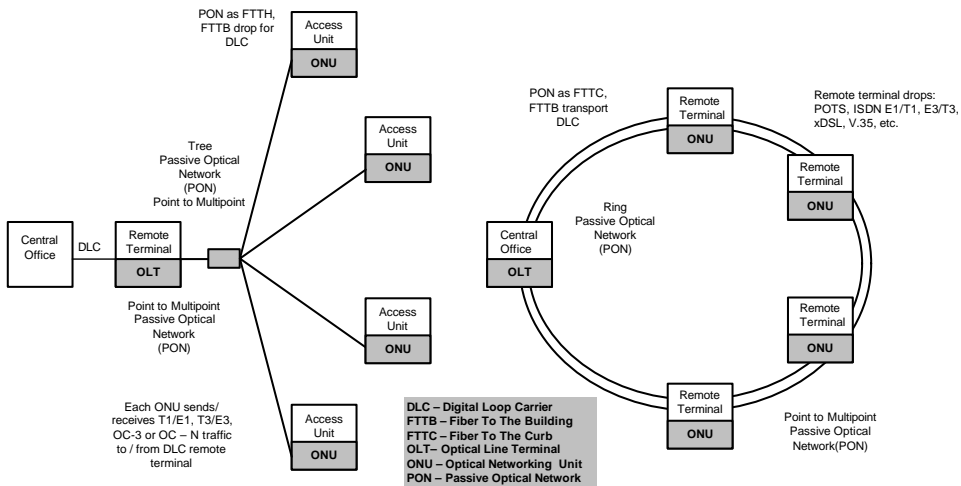 PON as FTTH,
FTTB drop for
DLC
Access
Unit
ONU
Access
Unit
ONU
Tree
Passive Optical
Network
(PON)
Point to Multipoint
Central
Office
DLC
Remote
Terminal
OLT
Point to Multipoint
Passive Optical
Network
(PON)
Access
Unit
ONU
Each ONU sends/
receives T1/E1, T3/E3,
OC-3 or OC – N traffic
to / from DLC remote
terminal
Access
Unit
ONU
PON as FTTC,
FTTB transport
DLC
Remote
Terminal
ONU
Remote terminal drops:
POTS, ISDN E1/T1, E3/T3,
xDSL, V.35, etc.
Remote
Terminal
ONU
Ring
Passive Optical
Network
(PON)
Central
Office
OLT
Remote
Terminal
ONU
Remote
Terminal
ONU
Point to Multipoint
Passive Optical
Network(PON)
DLC – Digital Loop Carrier
FTTB – Fiber To The Building
FTTC – Fiber To The Curb
OLT– Optical Line Terminal
ONU – Optical Networking Unit
PON – Passive Optical Network